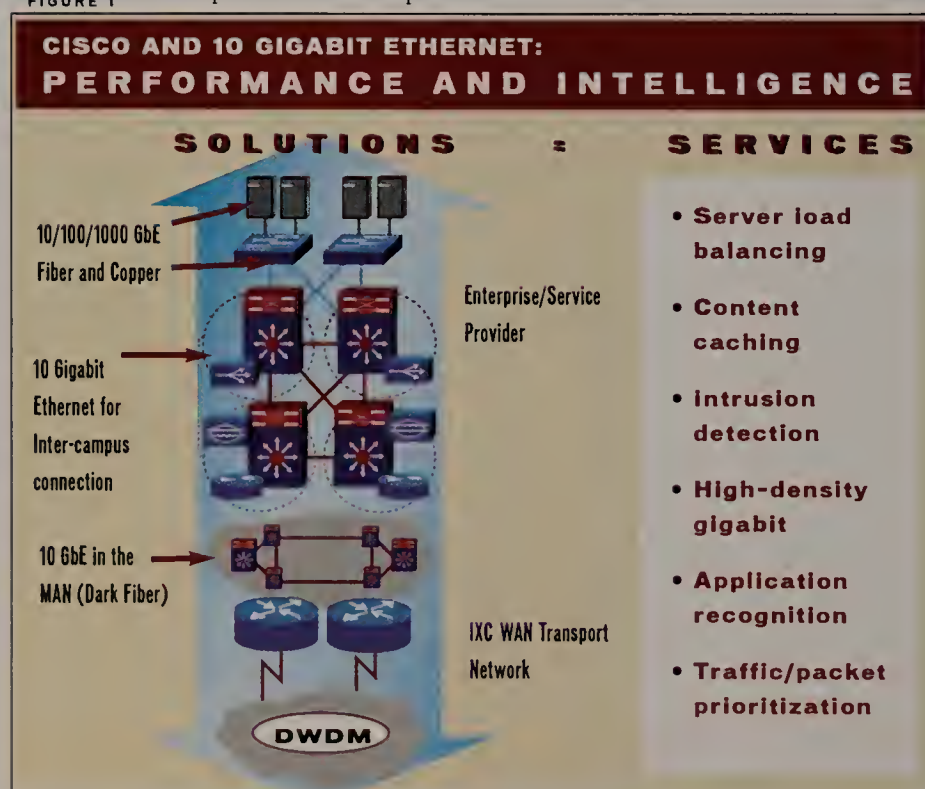 FIGURE 1
CISCO AND 10 GIGABIT ETHERNET:
PERFORMANCE AND INTELLIGENCE
SOLUTIONS = SERVICES
10/100/1000 GbE
Fiber and Copper
Enterprise/Service
Provider
10 Gigabit
Ethernet for
Inter-campus
connection
10 GbE in the
MAN (Dark Fiber)
IXC WAN Transport
Network
DWDM
• Server load
balancing
• Content
caching
• intrusion
detection
• High-density
gigabit
• Application
recognition
• Traffic/packet
prioritization